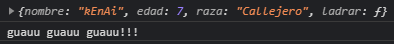 ▶ {nombre: "kEnAi", edad: 7, raza: "Callejero", ladrar: ƒ}
guauu guauu guauu!!!